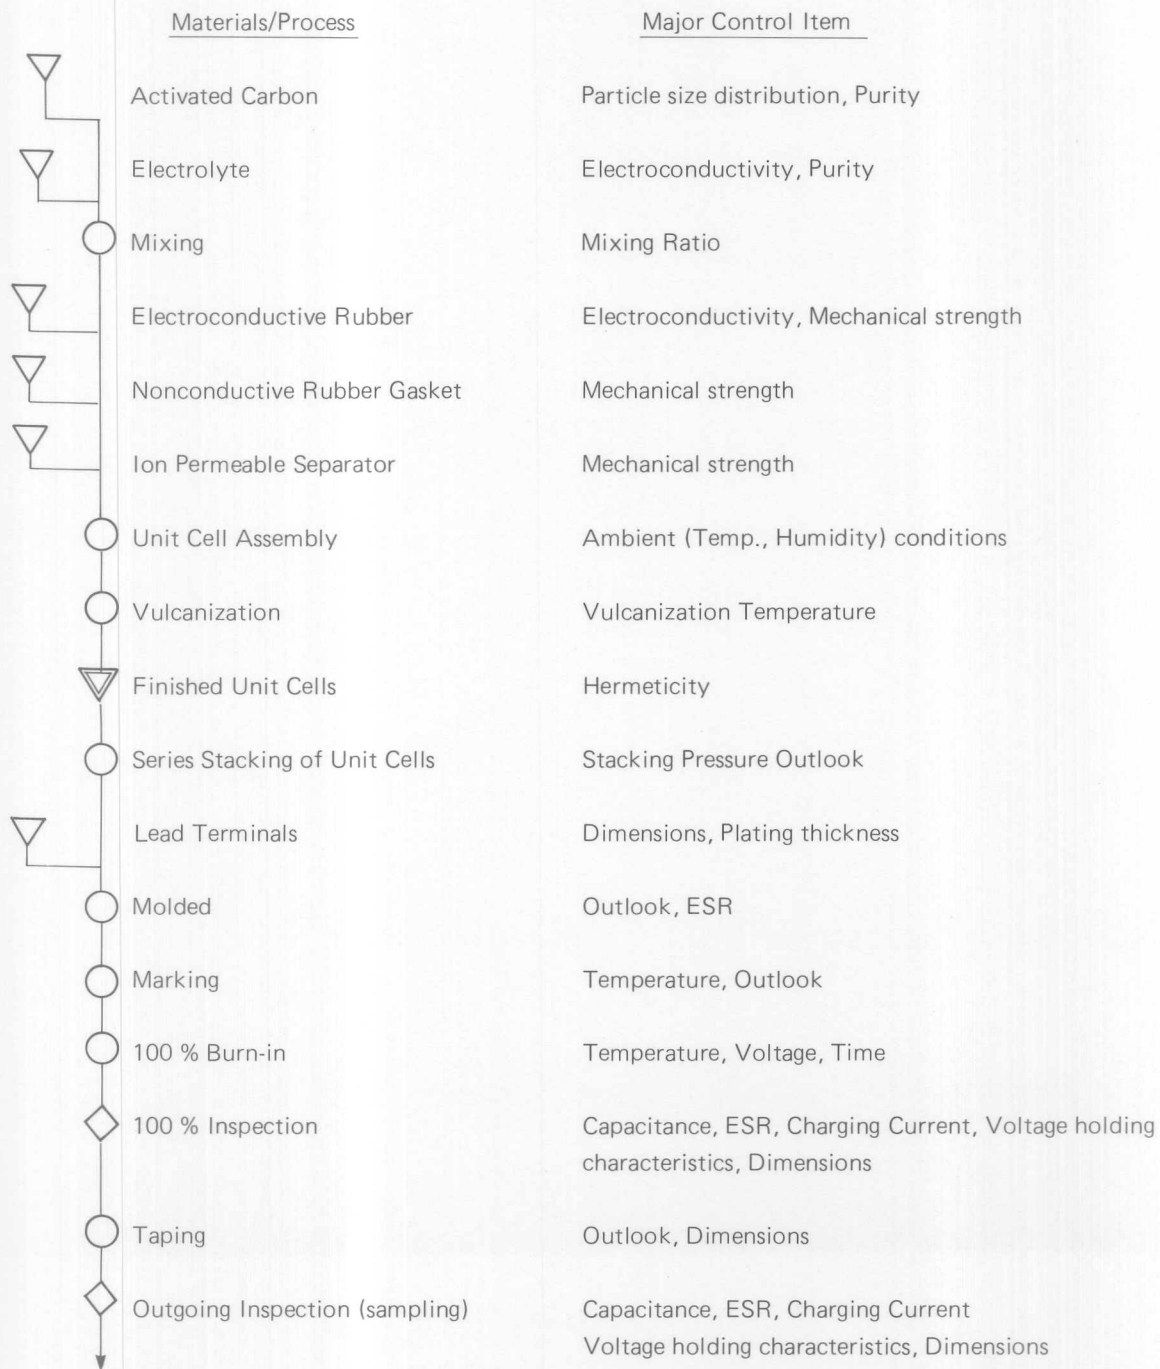 Materials/Process Major Control Item
Activated Carbon Particle size distribution, Purity
Electrolyte Electroconductivity, Purity
Mixing Mixing Ratio
Electroconductive Rubber Electroconductivity, Mechanical strength
Nonconductive Rubber Gasket Mechanical strength
Ion Permeable Separator Mechanical strength
Unit Cell Assembly Ambient (Temp., Humidity) conditions
Vulcanization Vulcanization Temperature
Finished Unit Cells Hermeticity
Series Stacking of Unit Cells Stacking Pressure Outlook
Lead Terminals Dimensions, Plating thickness
Molded Outlook, ESR
Marking Temperature, Outlook
100 % Burn-in Temperature, Voltage, Time
100 % Inspection Capacitance, ESR, Charging Current, Voltage holding
characteristics, Dimensions
Taping Outlook, Dimensions
Outgoing Inspection (sampling) Capacitance, ESR, Charging Current
Voltage holding characteristics, Dimensions